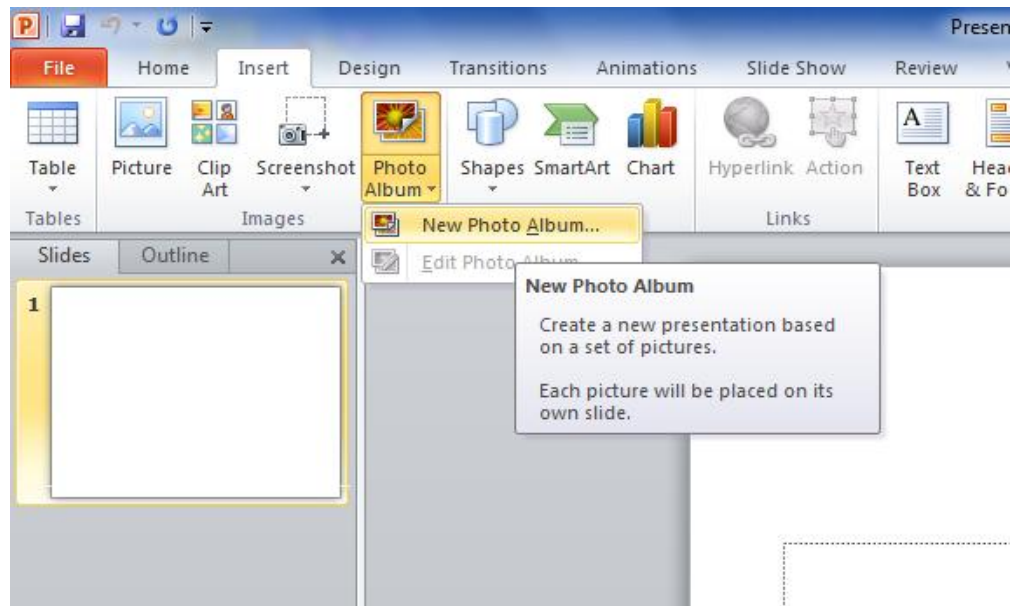 Presen
File Home Insert Design Transitions Animations Slide Show Review
Table Picture Clip Art Screenshot Photo Album Shapes SmartArt Chart Hyperlink Action Text Box
Tables Images Links
New Photo Album...
Edit Photo Album
Slides Outline
1
New Photo Album
Create a new presentation based
on a set of pictures.
Each picture will be placed on its
own slide.